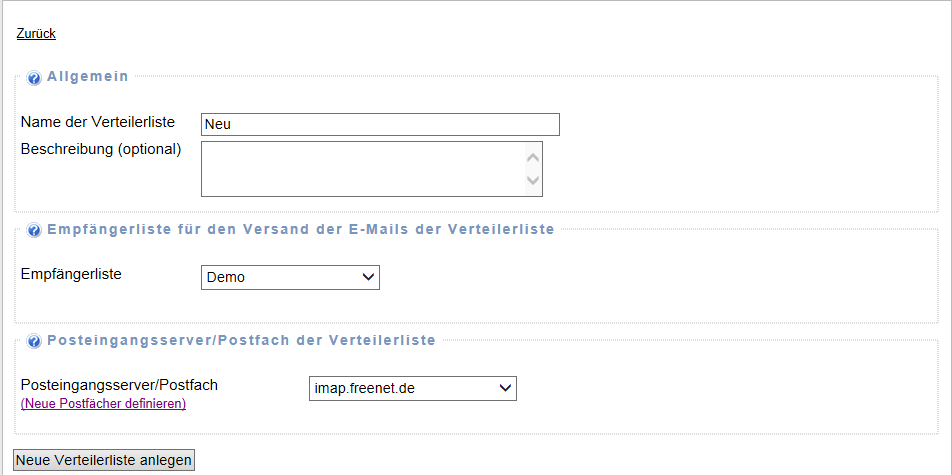 Zurück
Allgemein
Name der Verteilerliste
Neu
Beschreibung (optional)
Empfängerliste für den Versand der E-Mails der Verteilerliste
Empfängerliste
Demo
Posteingangsserver/Postfach der Verteilerliste
Posteingangsserver/Postfach
imap.freenet.de
(Neue Postfächer definieren)
Neue Verteilerliste anlegen